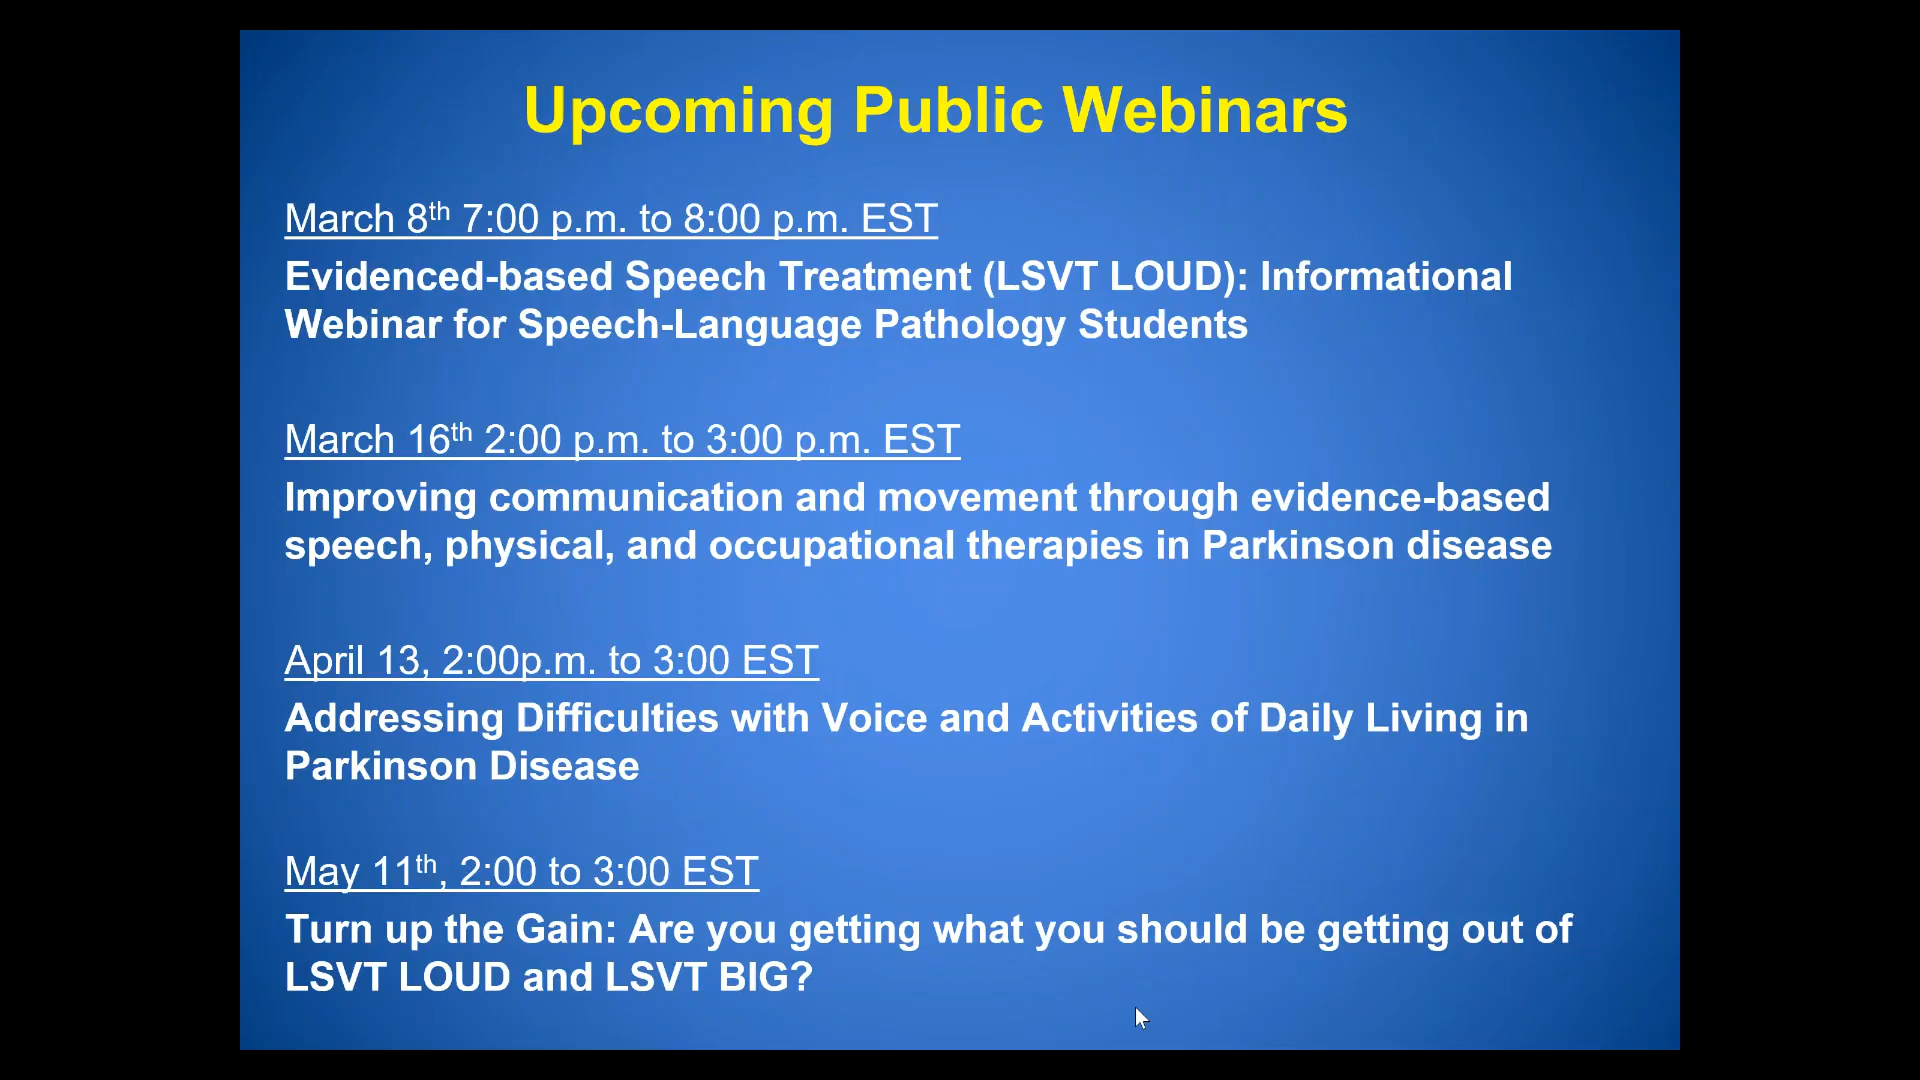 Upcoming Public Webinars
March 8th 7:00 p.m. to 8:00 p.m. EST
Evidenced-based Speech Treatment (LSVT LOUD): Informational
Webinar for Speech-Language Pathology Students
March 16th 2:00 p.m. to 3:00 p.m. EST
Improving communication and movement through evidence-based
speech, physical, and occupational therapies in Parkinson disease
April 13, 2:00p.m. to 3:00 EST
Addressing Difficulties with Voice and Activities of Daily Living in
Parkinson Disease
May 11th, 2:00 to 3:00 EST
Turn up the Gain: Are you getting what you should be getting out of
LSVT LOUD and LSVT BIG?